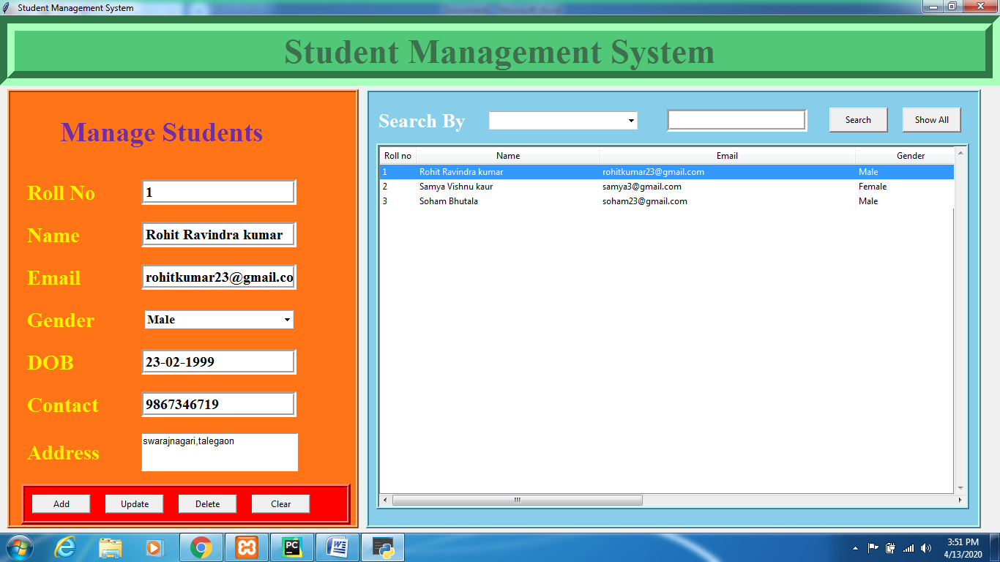 Student Management System
Student Management System
Manage Students
Roll No 1
Name Rohit Ravindra kumar
Email rohitkumar23@gmail.co
Gender Male
DOB 23-02-1999
Contact 9867346719
Address swarajnagari,talegaon
Add Update Delete Clear
Search By Search Show All
Roll no Name Email Gender
1 Rohit Ravindra kumar rohitkumar23@gmail.com Male
2 Samya Vishnu kaur samya3@gmail.com Female
3 Soham Bhutala soham23@gmail.com Male
PC W
3:51 PM
4/13/2020